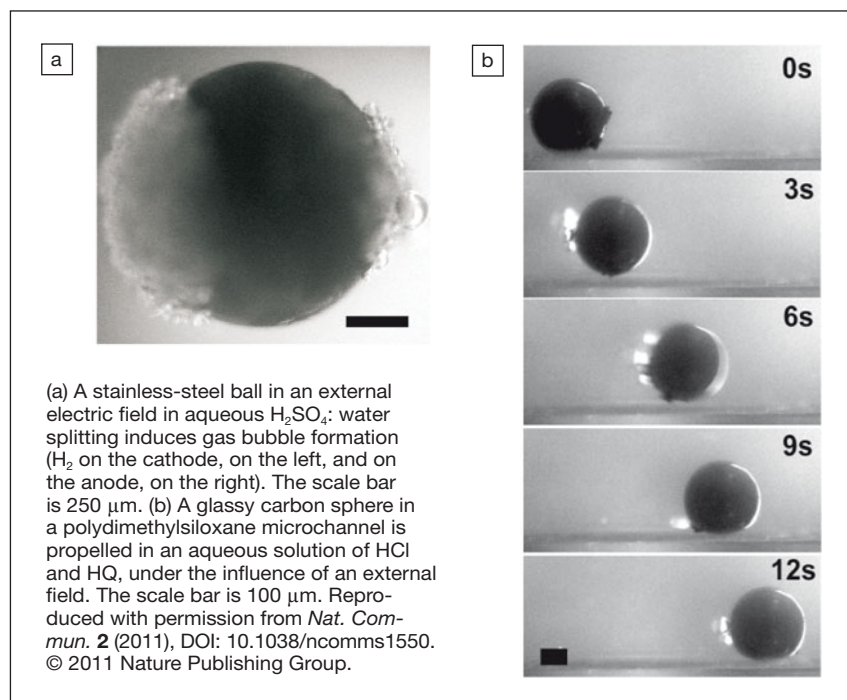 a
b
0s
3s
6s
9s
12s
(a) A stainless-steel ball in an external
electric field in aqueous H₂SO₄: water
splitting induces gas bubble formation
(H₂ on the cathode, on the left, and on
the anode, on the right). The scale bar
is 250 μm. (b) A glassy carbon sphere in
a polydimethylsiloxane microchannel is
propelled in an aqueous solution of HCl
and HQ, under the influence of an external
field. The scale bar is 100 μm. Repro-
duced with permission from Nat. Com-
mun. 2 (2011), DOI: 10.1038/ncomms1550.
© 2011 Nature Publishing Group.